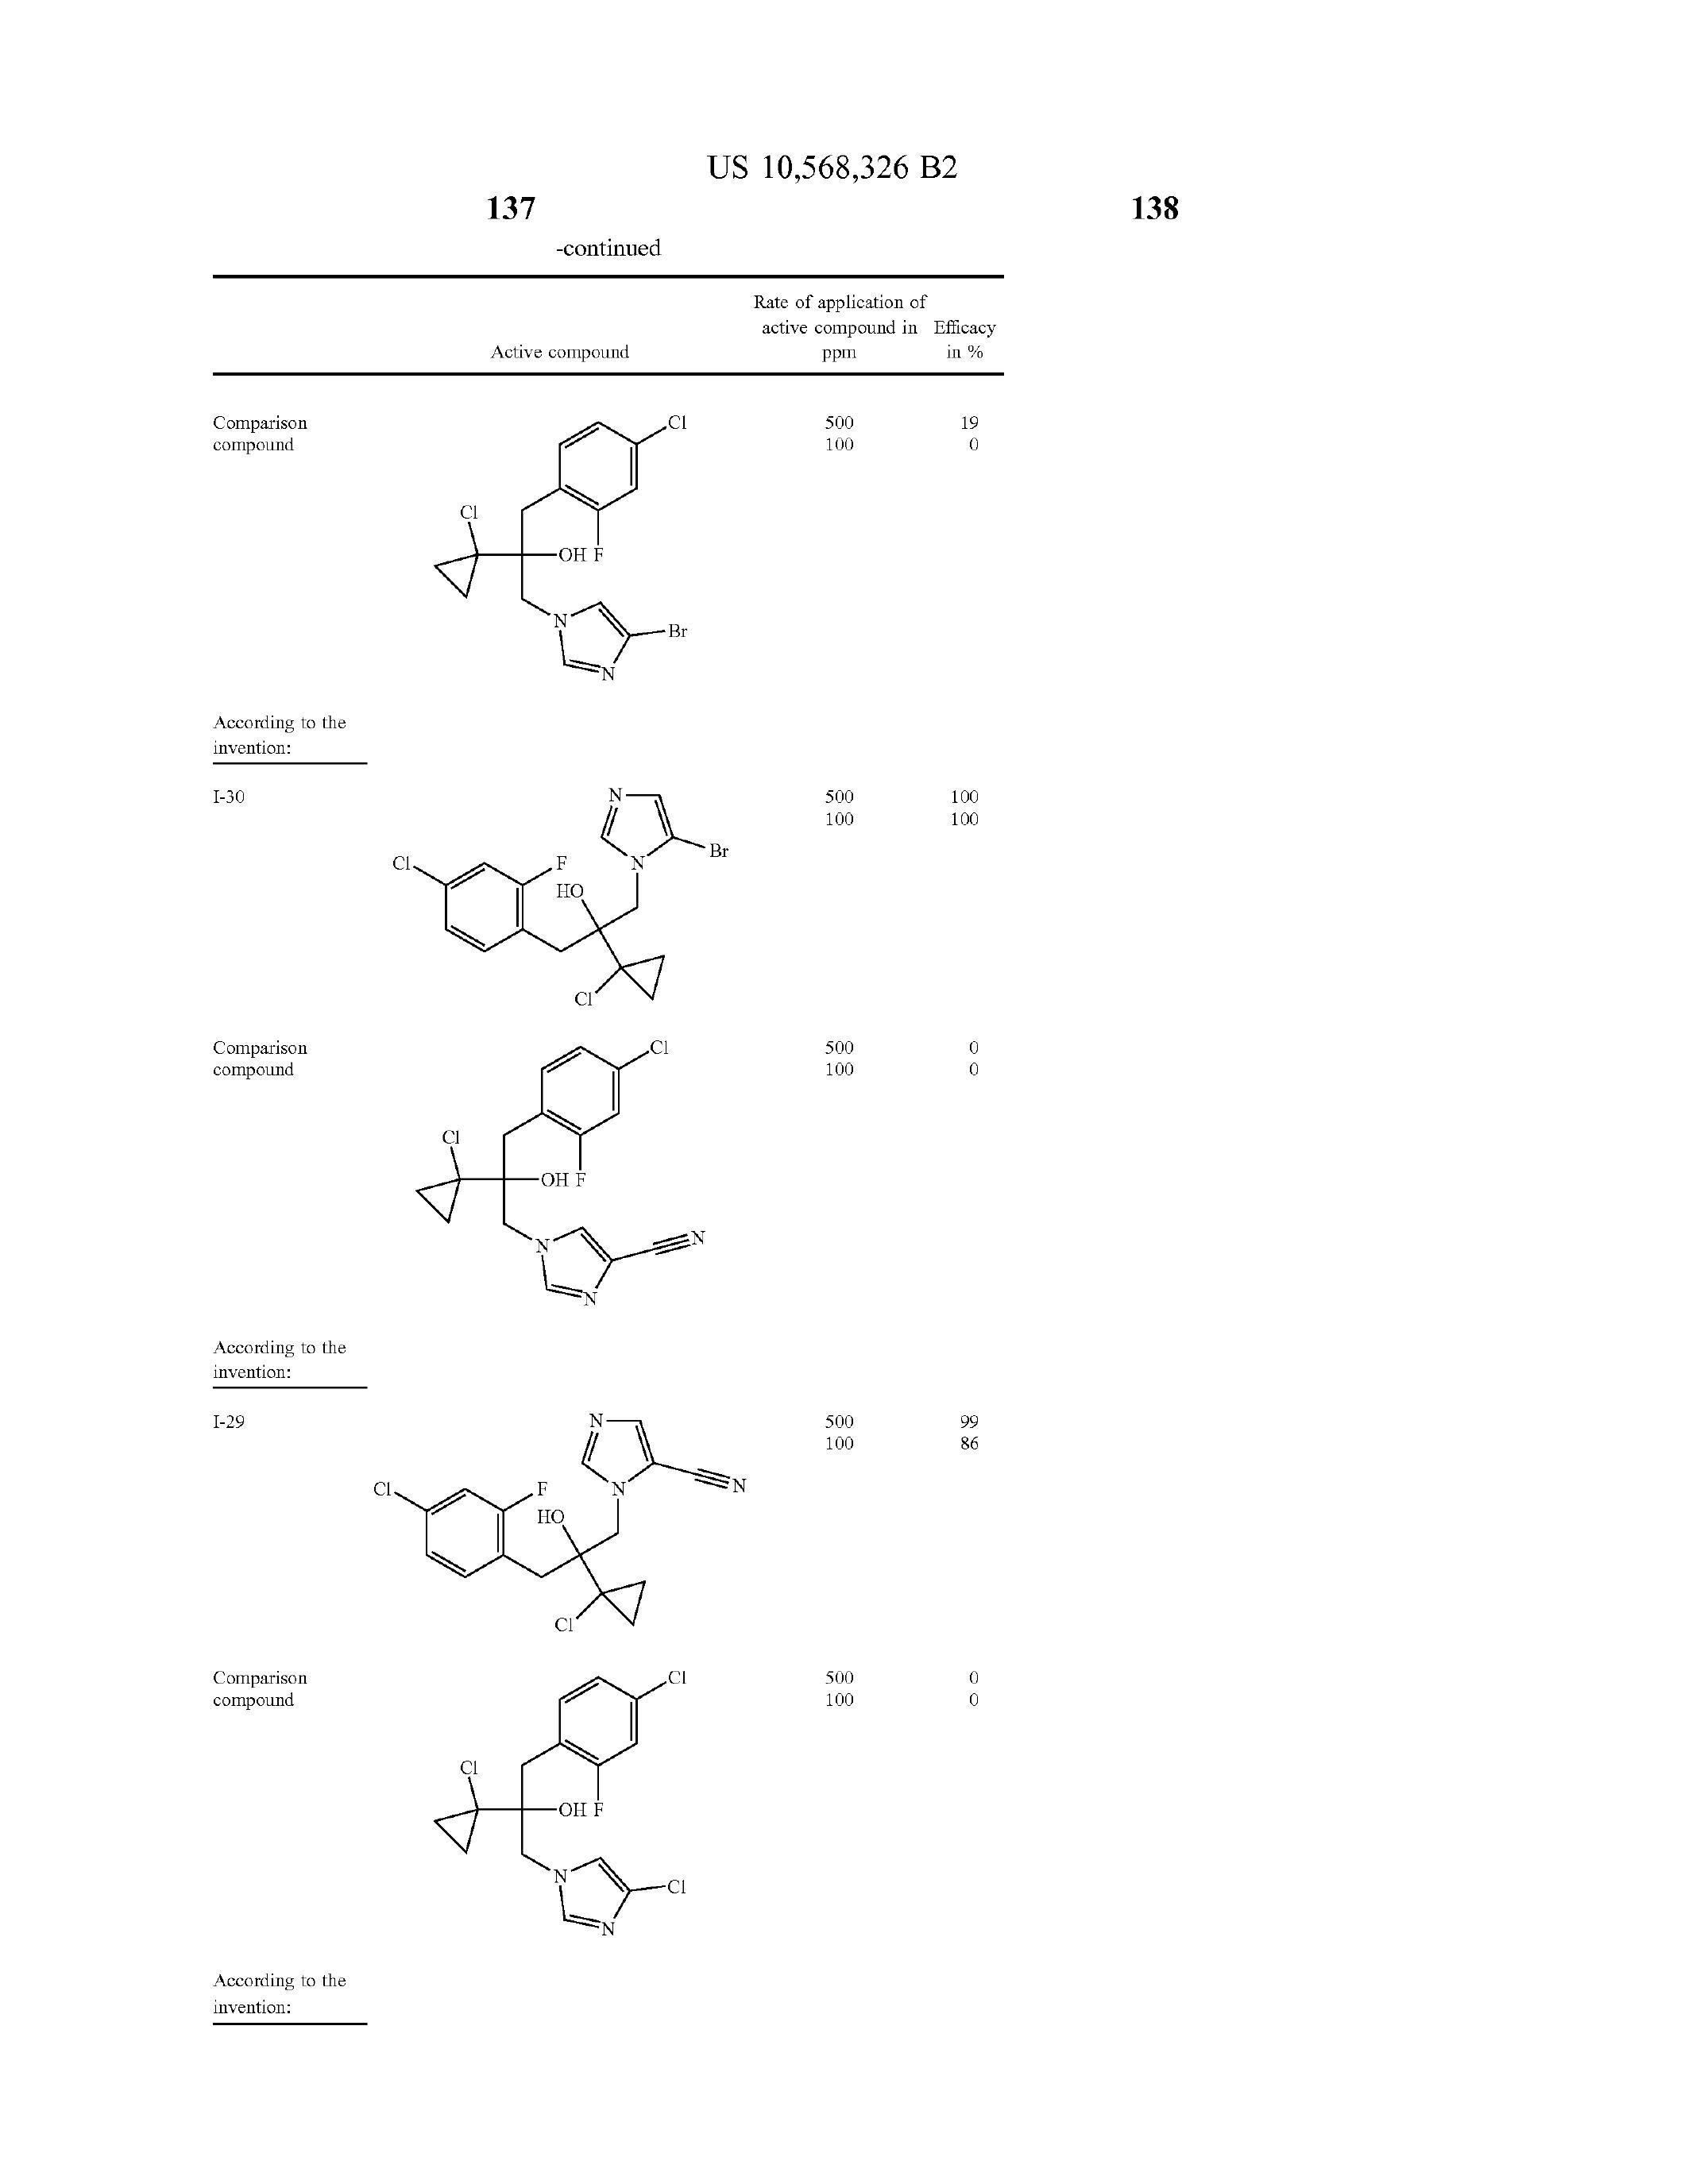 US 10,568,326 B2
137
138
-continued
Rate of application of
active compound in Efficacy
Active compound ppm in %
Comparison 500 19
compound 100 0
Cl
Cl
OH F
N
Br
N
According to the
invention:
I-30 500 100
100 100
N
Br
Cl F N
HO
Cl
Comparison 500 0
compound 100 0
Cl
Cl
OH F
N N
N
According to the
invention:
I-29 500 99
100 86
N
N
Cl F N
HO
Cl
Comparison 500 0
compound 100 0
Cl
Cl
OH F
N
Cl
N
According to the
invention: